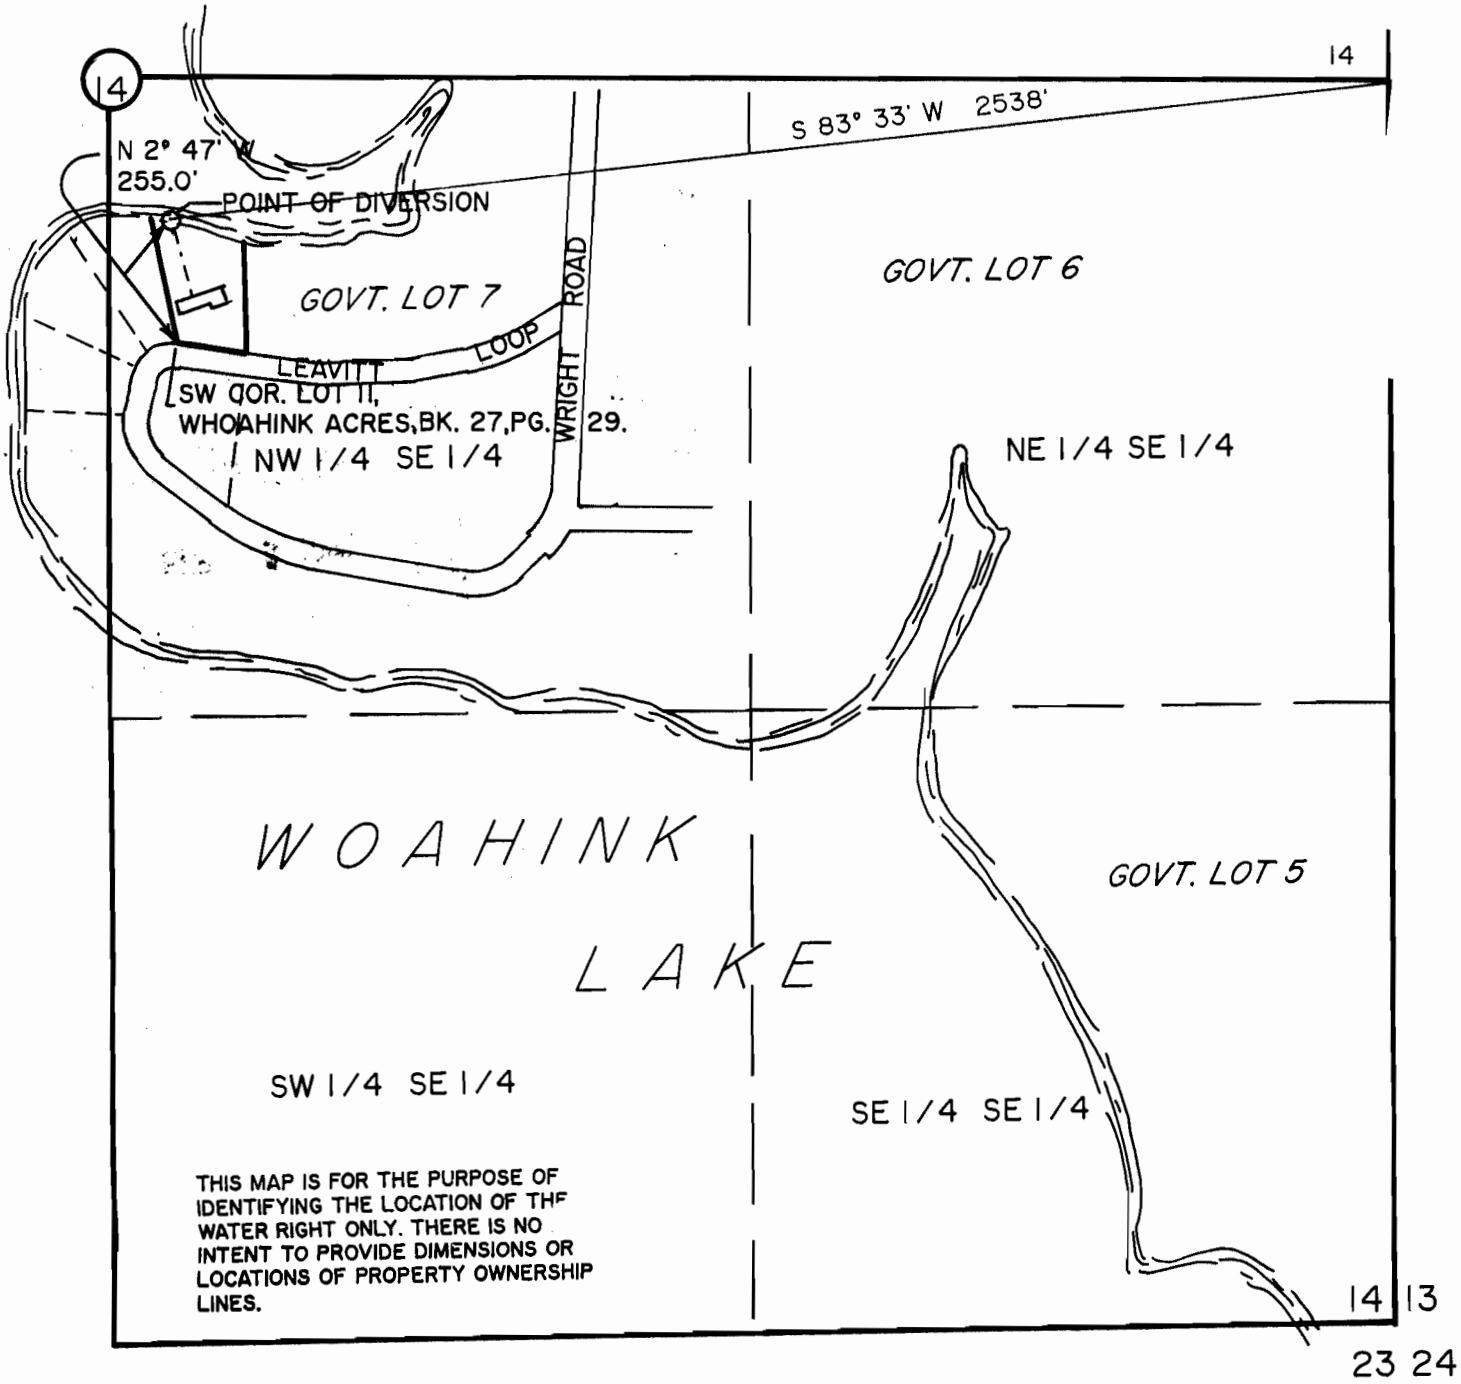 14
14
S 83° 33' W 2538'
N 2° 47' W
255.0'
POINT OF DIVERSION
GOVT. LOT 7
GOVT. LOT 6
WRIGHT ROAD
LEAVITT LOOP
SW COR. LOT 11,
WHOAHINK ACRES, BK. 27, PG. 29.
NW 1/4 SE 1/4
NE 1/4 SE 1/4
WOAHINK
LAKE
GOVT. LOT 5
SW 1/4 SE 1/4
SE 1/4 SE 1/4
THIS MAP IS FOR THE PURPOSE OF
IDENTIFYING THE LOCATION OF THE
WATER RIGHT ONLY. THERE IS NO
INTENT TO PROVIDE DIMENSIONS OR
LOCATIONS OF PROPERTY OWNERSHIP
LINES.
14 13
23 24